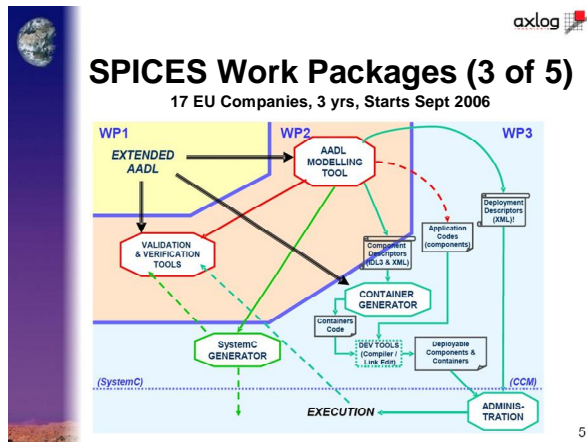 axlog
SPICES Work Packages (3 of 5)
17 EU Companies, 3 yrs, Starts Sept 2006
WP1
WP2
WP3
EXTENDED
AADL
AADL
MODELLING
TOOL
Deployment
Descriptors
(XML)!
Application
Codes
(components)
VALIDATION
& VERIFICATION
TOOLS
Component
Descriptors
(IDL3 & XML)
CONTAINER
GENERATOR
Containers
Code
SystemC
GENERATOR
DEV TOOLS
(Compiler /
Link Edit)
Deployable
Components &
Containers
(SystemC)
(CCM)
EXECUTION
ADMINIS-
TRATION
5